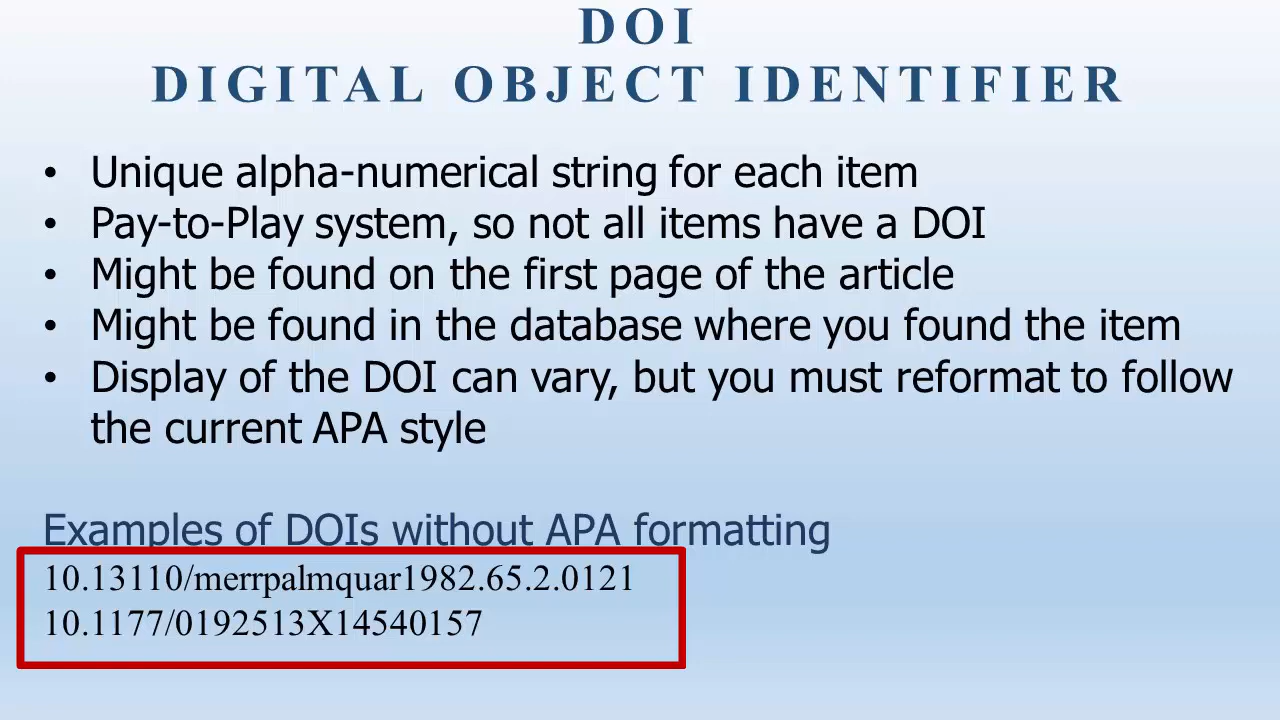 DOI
DIGITAL OBJECT IDENTIFIER
• Unique alpha-numerical string for each item
• Pay-to-Play system, so not all items have a DOI
• Might be found on the first page of the article
• Might be found in the database where you found the item
• Display of the DOI can vary, but you must reformat to follow
the current APA style
Examples of DOIs without APA formatting
10.13110/merrpalmquar1982.65.2.0121
10.1177/0192513X14540157